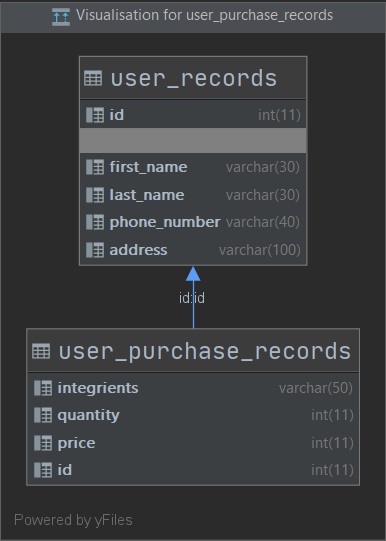 Visualisation for user_purchase_records
user_records
id int(11)
first_name varchar(30)
last_name varchar(30)
phone_number varchar(40)
address varchar(100)
id:id
user_purchase_records
integrients varchar(50)
quantity int(11)
price int(11)
id int(11)
Powered by yFiles